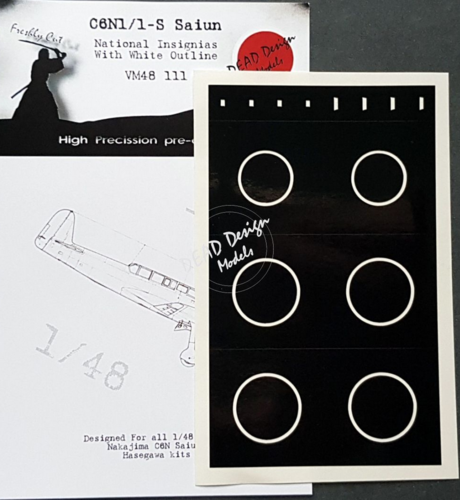 Freshly Cut
C6N1/1-S Saiun
National Insignias
With White Outline
VM48 111
DEAD Design
Models
High Precission pre-
DEAD Design
Models
1/48
Designed For all 1/48
Nakajima C6N Saiu
Hasegawa kits